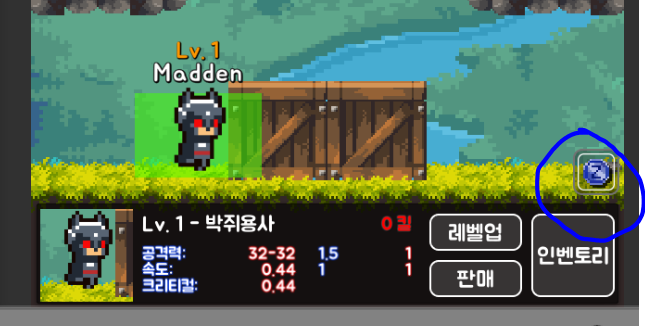 Lv.1
Madden
Lv. 1 - 박쥐용사 0 킬
공격력: 32-32 1.5 1
속도: 0.44 1 1
크리티컬: 0.44
레벨업
판매
인벤토리